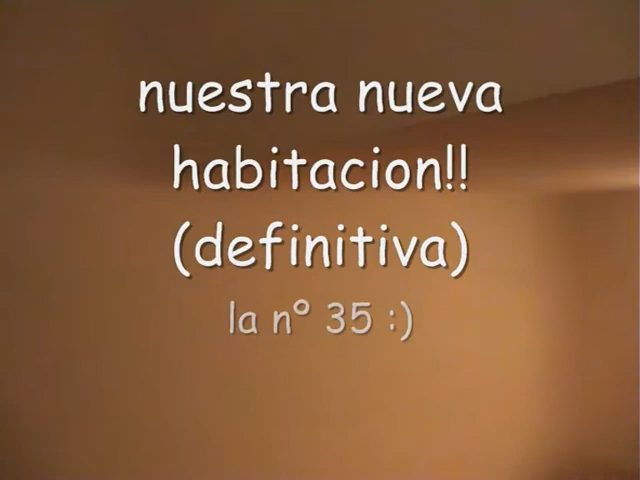 nuestra nueva
habitacion!!
(definitiva)
la nº 35 :)